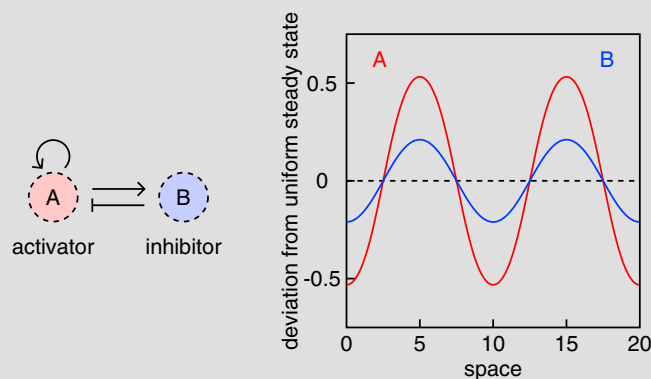 A
B
activator
inhibitor
deviation from uniform steady state
A
B
0.5
0
-0.5
0
5
10
15
20
space